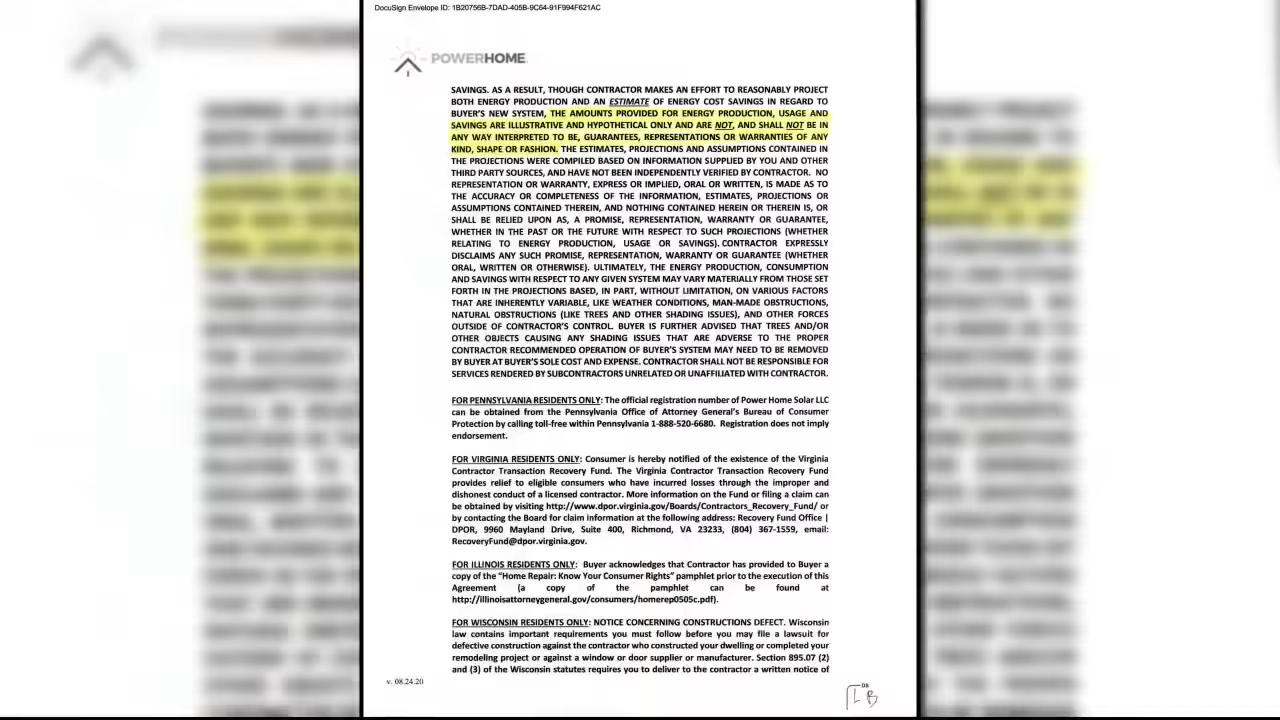 DocuSign Envelope ID: 1B20756B-7DAD-405B-9C64-91F994F621AC
POWERHOME
SAVINGS. AS A RESULT, THOUGH CONTRACTOR MAKES AN EFFORT TO REASONABLY PROJECT
BOTH ENERGY PRODUCTION AND AN ESTIMATE OF ENERGY COST SAVINGS IN REGARD TO
BUYER'S NEW SYSTEM, THE AMOUNTS PROVIDED FOR ENERGY PRODUCTION, USAGE AND
SAVINGS ARE ILLUSTRATIVE AND HYPOTHETICAL ONLY AND ARE NOT, AND SHALL NOT BE IN
ANY WAY INTERPRETED TO BE, GUARANTEES, REPRESENTATIONS OR WARRANTIES OF ANY
KIND, SHAPE OR FASHION. THE ESTIMATES, PROJECTIONS AND ASSUMPTIONS CONTAINED IN
THE PROJECTIONS WERE COMPILED BASED ON INFORMATION SUPPLIED BY YOU AND OTHER
THIRD PARTY SOURCES, AND HAVE NOT BEEN INDEPENDENTLY VERIFIED BY CONTRACTOR. NO
REPRESENTATION OR WARRANTY, EXPRESS OR IMPLIED, ORAL OR WRITTEN, IS MADE AS TO
THE ACCURACY OR COMPLETENESS OF THE INFORMATION, ESTIMATES, PROJECTIONS OR
ASSUMPTIONS CONTAINED THEREIN, AND NOTHING CONTAINED HEREIN OR THEREIN IS, OR
SHALL BE RELIED UPON AS, A PROMISE, REPRESENTATION, WARRANTY OR GUARANTEE,
WHETHER IN THE PAST OR THE FUTURE WITH RESPECT TO SUCH PROJECTIONS (WHETHER
RELATING TO ENERGY PRODUCTION, USAGE OR SAVINGS). CONTRACTOR EXPRESSLY
DISCLAIMS ANY SUCH PROMISE, REPRESENTATION, WARRANTY OR GUARANTEE (WHETHER
ORAL, WRITTEN OR OTHERWISE). ULTIMATELY, THE ENERGY PRODUCTION, CONSUMPTION
AND SAVINGS WITH RESPECT TO ANY GIVEN SYSTEM MAY VARY MATERIALLY FROM THOSE SET
FORTH IN THE PROJECTIONS BASED, IN PART, WITHOUT LIMITATION, ON VARIOUS FACTORS
THAT ARE INHERENTLY VARIABLE, LIKE WEATHER CONDITIONS, MAN-MADE OBSTRUCTIONS,
NATURAL OBSTRUCTIONS (LIKE TREES AND OTHER SHADING ISSUES), AND OTHER FORCES
OUTSIDE OF CONTRACTOR'S CONTROL. BUYER IS FURTHER ADVISED THAT TREES AND/OR
OTHER OBJECTS CAUSING ANY SHADING ISSUES THAT ARE ADVERSE TO THE PROPER
CONTRACTOR RECOMMENDED OPERATION OF BUYER'S SYSTEM MAY NEED TO BE REMOVED
BY BUYER AT BUYER'S SOLE COST AND EXPENSE. CONTRACTOR SHALL NOT BE RESPONSIBLE FOR
SERVICES RENDERED BY SUBCONTRACTORS UNRELATED OR UNAFFILIATED WITH CONTRACTOR.
FOR PENNSYLVANIA RESIDENTS ONLY: The official registration number of Power Home Solar LLC
can be obtained from the Pennsylvania Office of Attorney General's Bureau of Consumer
Protection by calling toll-free within Pennsylvania 1-888-520-6680. Registration does not imply
endorsement.
FOR VIRGINIA RESIDENTS ONLY: Consumer is hereby notified of the existence of the Virginia
Contractor Transaction Recovery Fund. The Virginia Contractor Transaction Recovery Fund
provides relief to eligible consumers who have incurred losses through the improper and
dishonest conduct of a licensed contractor. More information on the Fund or filing a claim can
be obtained by visiting http://www.dpor.virginia.gov/Boards/Contractors_Recovery_Fund/ or
by contacting the Board for claim information at the following address: Recovery Fund Office |
DPOR, 9960 Mayland Drive, Suite 400, Richmond, VA 23233, (804) 367-1559, email:
RecoveryFund@dpor.virginia.gov.
FOR ILLINOIS RESIDENTS ONLY: Buyer acknowledges that Contractor has provided to Buyer a
copy of the "Home Repair: Know Your Consumer Rights" pamphlet prior to the execution of this
Agreement (a copy of the pamphlet can be found at
http://illinoisattorneygeneral.gov/consumers/homerep0505c.pdf).
FOR WISCONSIN RESIDENTS ONLY: NOTICE CONCERNING CONSTRUCTIONS DEFECT. Wisconsin
law contains important requirements you must follow before you may file a lawsuit for
defective construction against the contractor who constructed your dwelling or completed your
remodeling project or against a window or door supplier or manufacturer. Section 895.07 (2)
and (3) of the Wisconsin statutes requires you to deliver to the contractor a written notice of
v. 08.24.20
DS